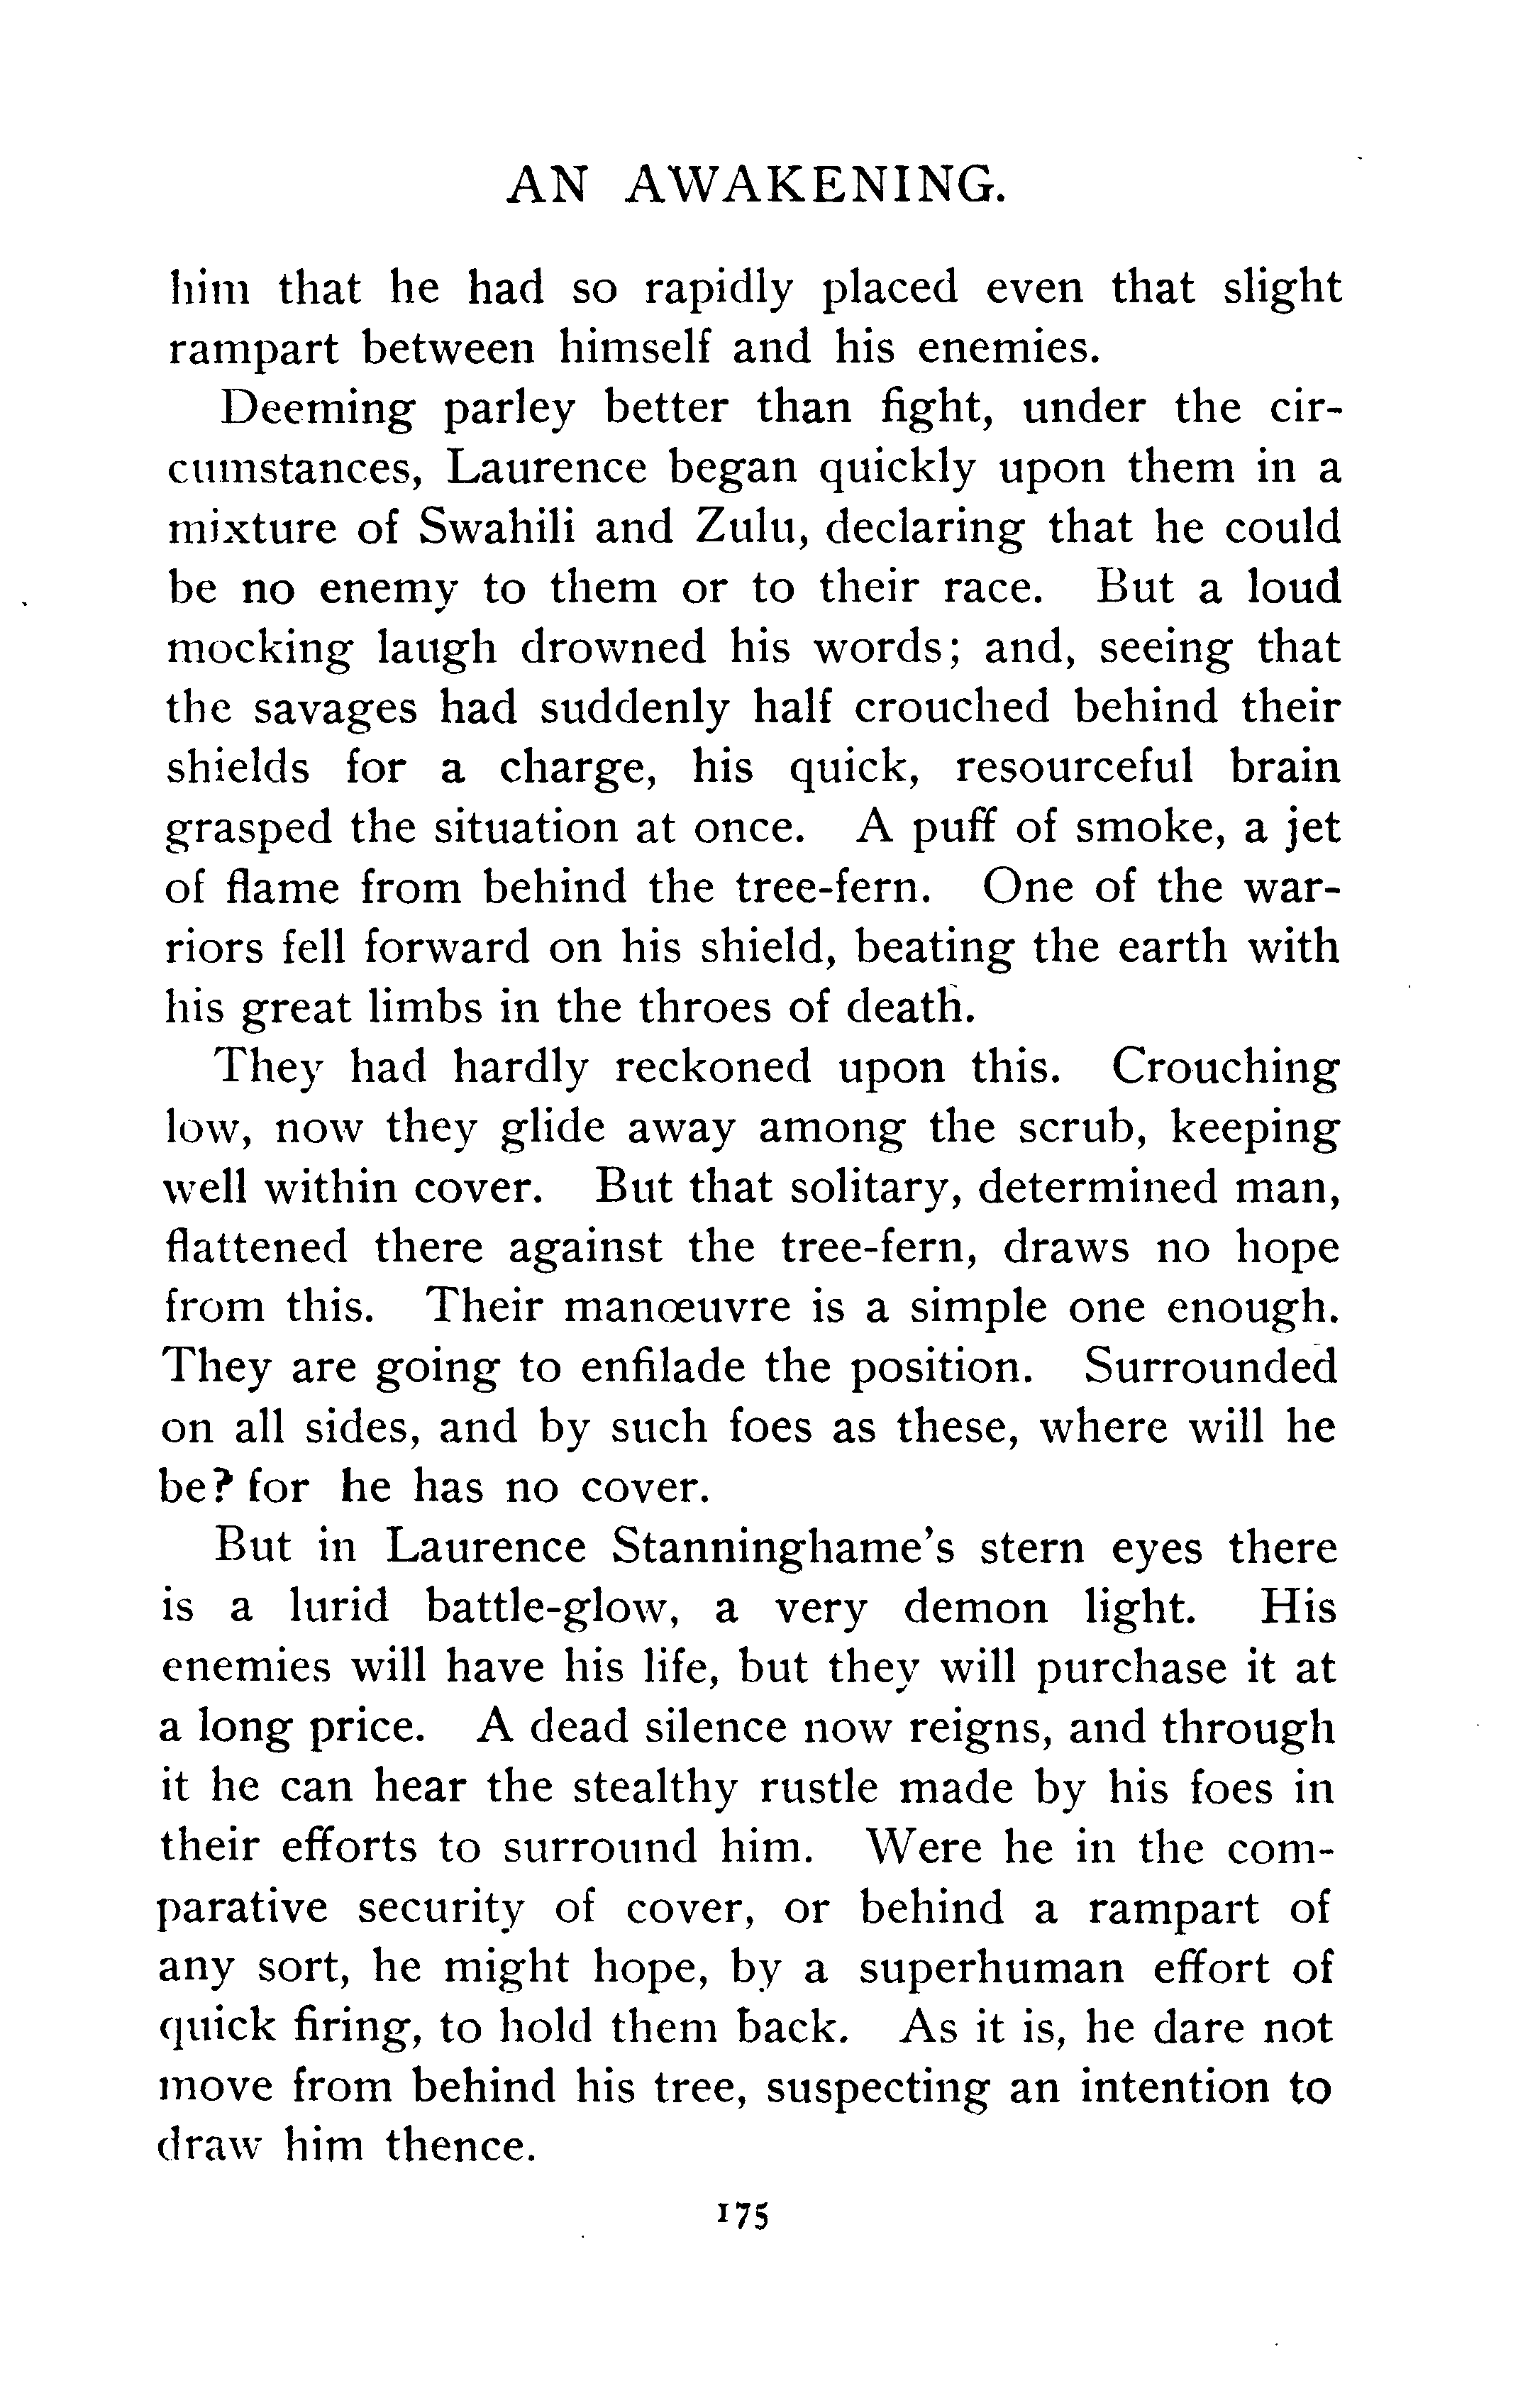 AN AWAKENING.
him that he had so rapidly placed even that slight
rampart between himself and his enemies.
Deeming parley better than fight, under the cir-
cumstances, Laurence began quickly upon them in a
mixture of Swahili and Zulu, declaring that he could
be no enemy to them or to their race. But a loud
mocking laugh drowned his words; and, seeing that
the savages had suddenly half crouched behind their
shields for a charge, his quick, resourceful brain
grasped the situation at once. A puff of smoke, a jet
of flame from behind the tree-fern. One of the war-
riors fell forward on his shield, beating the earth with
his great limbs in the throes of death.
They had hardly reckoned upon this. Crouching
low, now they glide away among the scrub, keeping
well within cover. But that solitary, determined man,
flattened there against the tree-fern, draws no hope
from this. Their manœuvre is a simple one enough.
They are going to enfilade the position. Surrounded
on all sides, and by such foes as these, where will he
be? for he has no cover.
But in Laurence Stanninghame's stern eyes there
is a lurid battle-glow, a very demon light. His
enemies will have his life, but they will purchase it at
a long price. A dead silence now reigns, and through
it he can hear the stealthy rustle made by his foes in
their efforts to surround him. Were he in the com-
parative security of cover, or behind a rampart of
any sort, he might hope, by a superhuman effort of
quick firing, to hold them back. As it is, he dare not
move from behind his tree, suspecting an intention to
draw him thence.
175